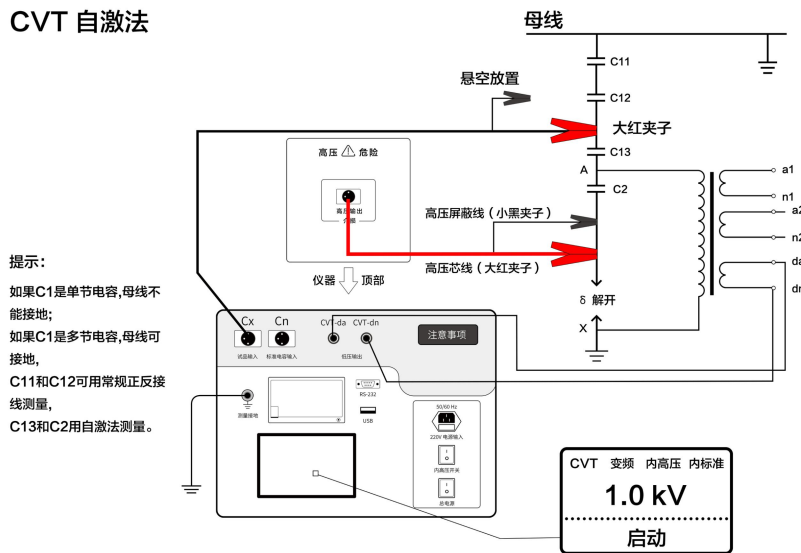 CVT 自激法
母线
C11
悬空放置
C12
大红夹子
C13
高压 危险
A
C2
a1
n1
a2
n2
高压输出
高压屏蔽线（小黑夹子）
高压芯线（大红夹子）
da
dn
提示：
如果C1是单节电容,母线不
能接地;
如果C1是多节电容,母线可
接地,
C11和C12可用常规正反接
线测量,
C13和C2用自激法测量。
仪器 顶部
δ 解开
X
Cx
Cn
CVT-da
CVT-dn
注意事项
试品输入
标准电容输入
低压输出
RS-232
USB
测量接地
50/60 Hz
220V 电源输入
内高压开关
总电源
CVT 变频 内高压 内标准
1.0 kV
启动